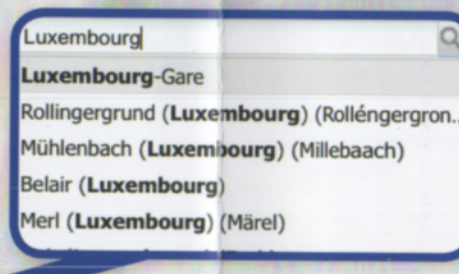 Luxembourg
Luxembourg-Gare
Rollingergrund (Luxembourg) (Rolléngergron..
Mühlenbach (Luxembourg) (Millebaach)
Belair (Luxembourg)
Merl (Luxembourg) (Märel)